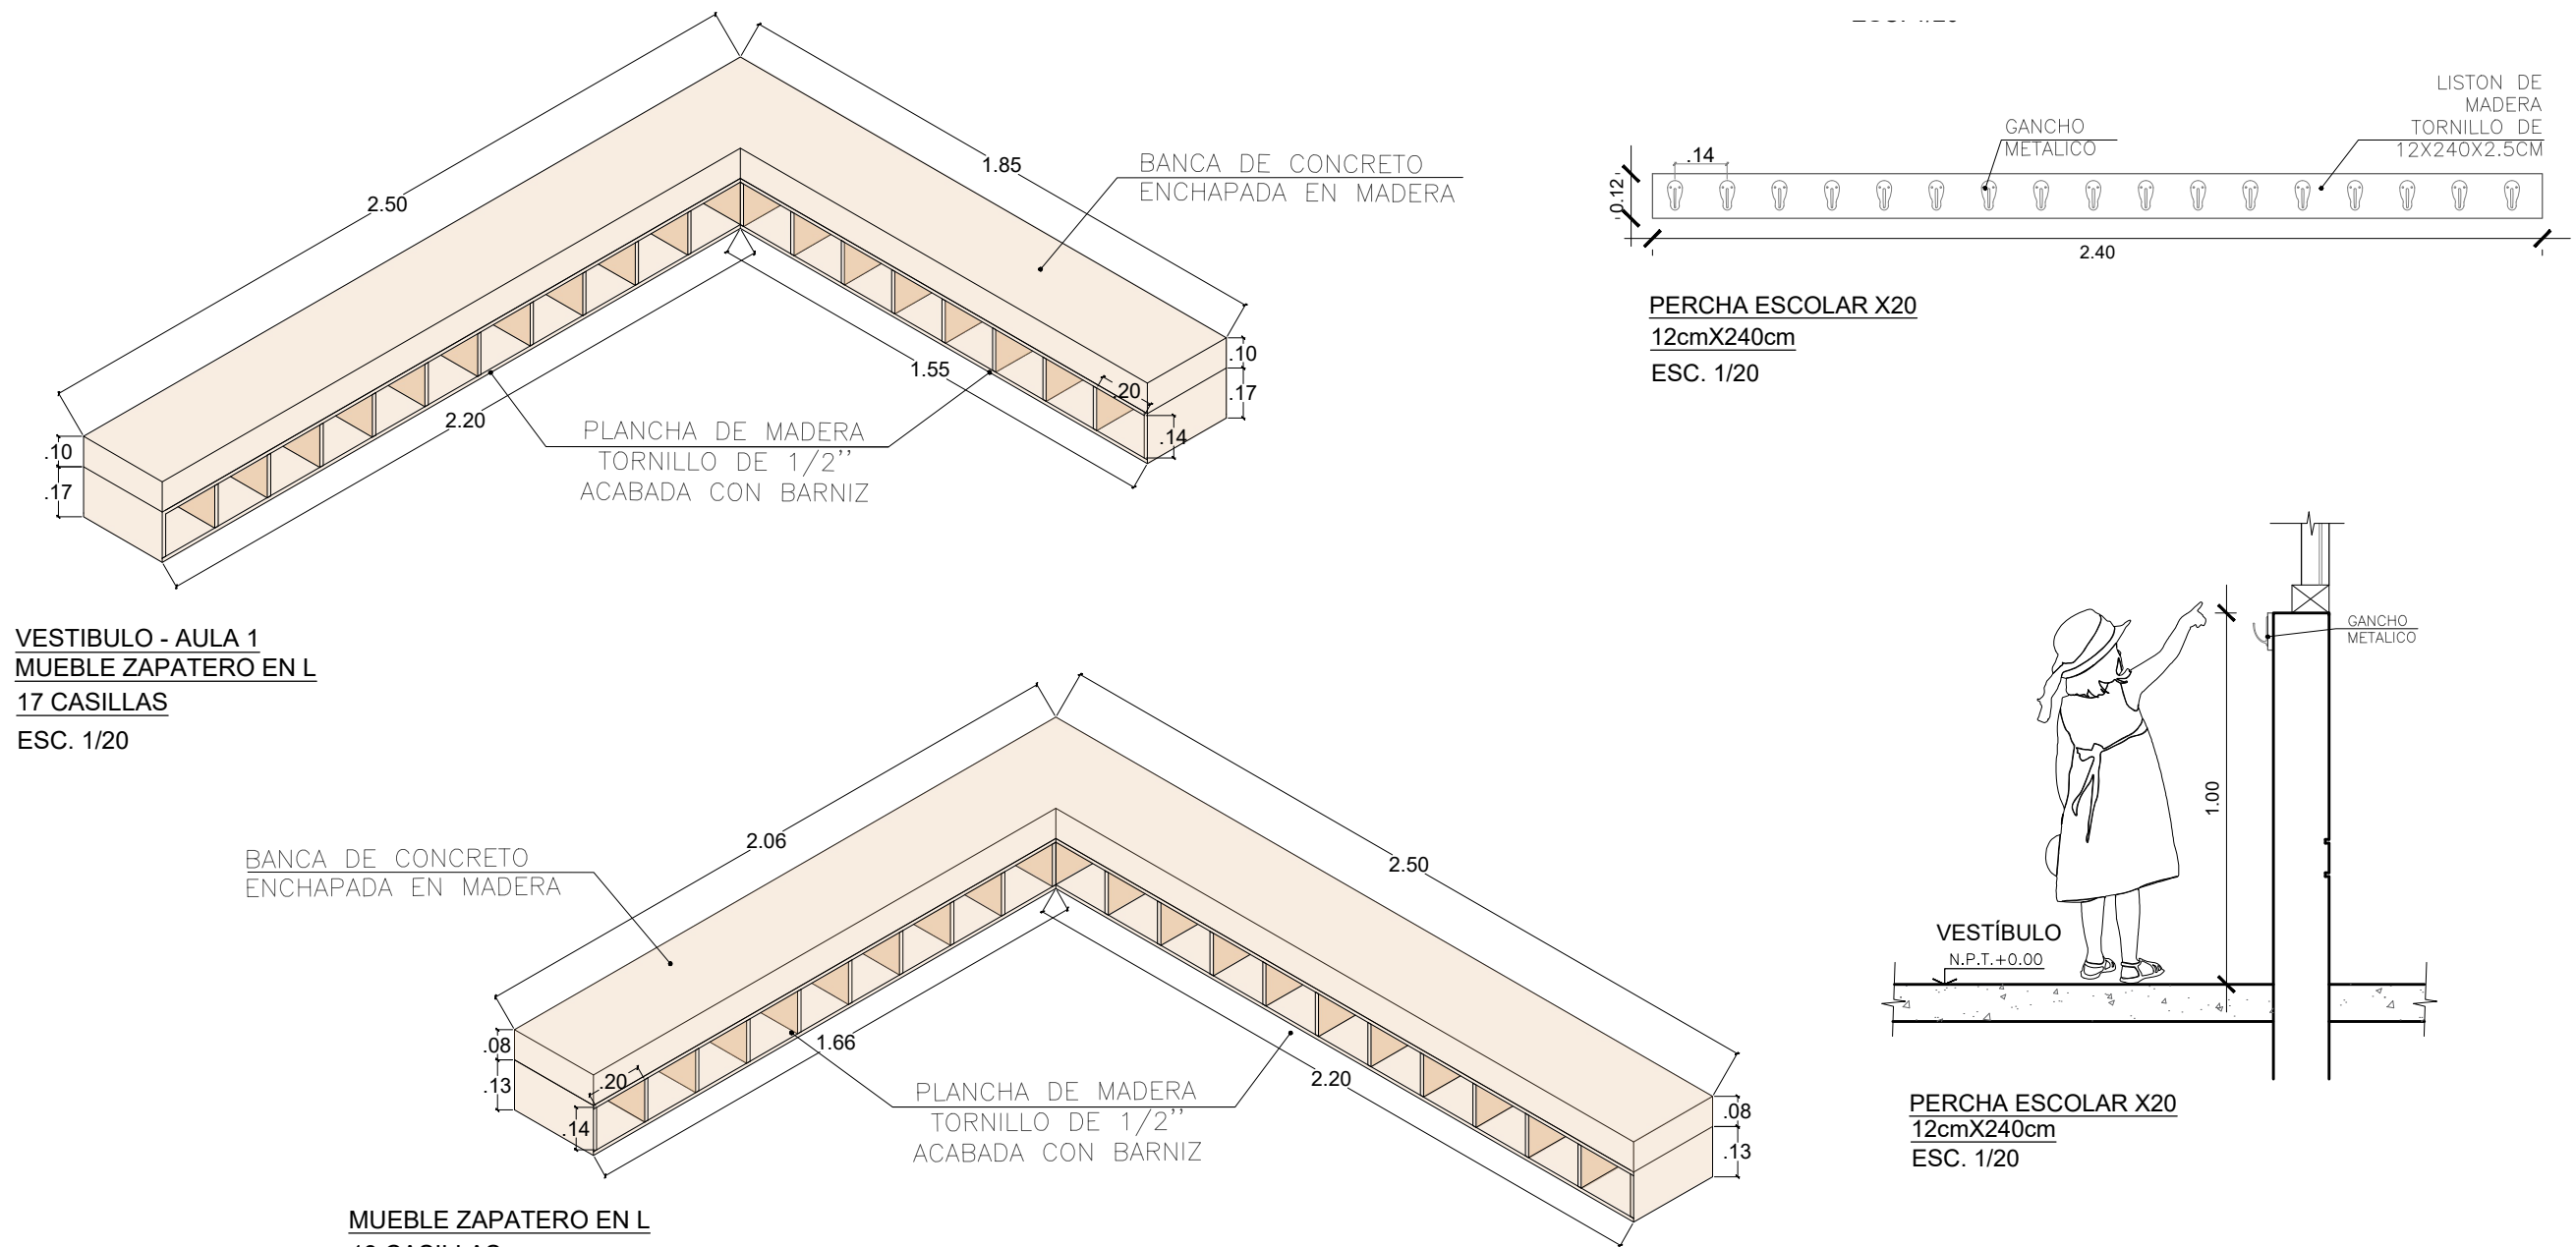 2.50
1.85
BANCA DE CONCRETO
ENCHAPADA EN MADERA
.10
.17
2.20
1.55
.20
.14
.10
.17
PLANCHA DE MADERA
TORNILLO DE 1/2''
ACABADA CON BARNIZ
VESTIBULO - AULA 1
MUEBLE ZAPATERO EN L
17 CASILLAS
ESC. 1/20
LISTON DE
MADERA
TORNILLO DE
12X240X2.5CM
GANCHO
METALICO
.14
0.12
2.40
PERCHA ESCOLAR X20
12cmX240cm
ESC. 1/20
GANCHO
METALICO
1.00
VESTÍBULO
N.P.T.+0.00
PERCHA ESCOLAR X20
12cmX240cm
ESC. 1/20
2.06
2.50
BANCA DE CONCRETO
ENCHAPADA EN MADERA
.08
.13
.20
.14
1.66
2.20
.08
.13
PLANCHA DE MADERA
TORNILLO DE 1/2''
ACABADA CON BARNIZ
MUEBLE ZAPATERO EN L